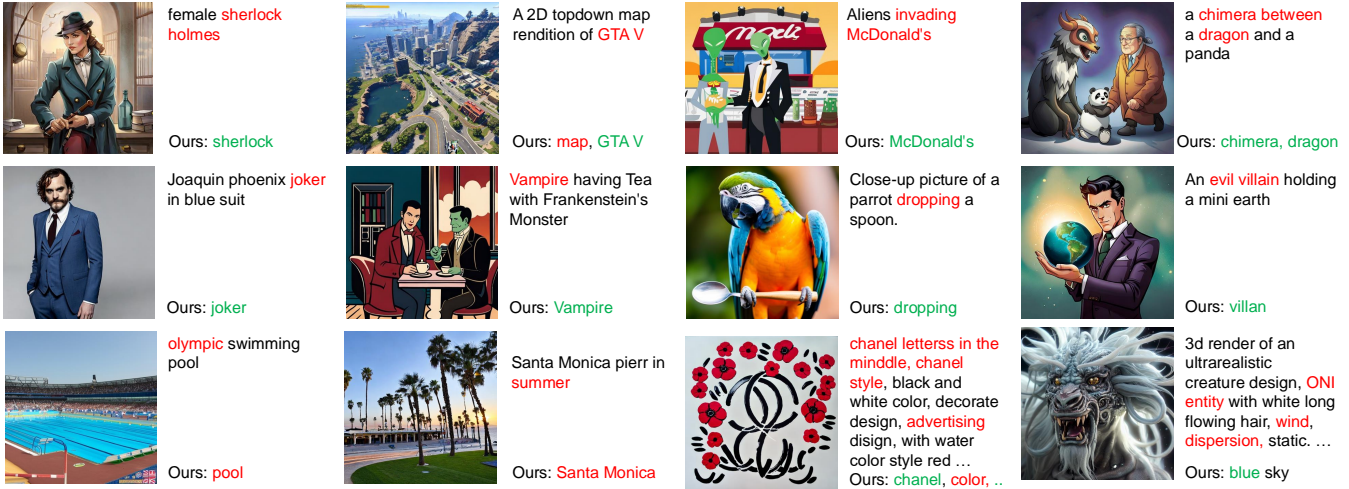 female sherlock
holmes
Ours: sherlock
A 2D topdown map
rendition of GTA V
Ours: map, GTA V
Aliens invading
McDonald's
Ours: McDonald's
a chimera between
a dragon and a
panda
Ours: chimera, dragon
Joaquin phoenix joker
in blue suit
Ours: joker
Vampire having Tea
with Frankenstein's
Monster
Ours: Vampire
Close-up picture of a
parrot dropping a
spoon.
Ours: dropping
An evil villain holding
a mini earth
Ours: villan
olympic swimming
pool
Ours: pool
Santa Monica pierr in
summer
Ours: Santa Monica
chanel letterss in the
minddle, chanel
style, black and
white color, decorate
design, advertising
disign, with water
color style red …
Ours: chanel, color, ..
3d render of an
ultrarealistic
creature design, ONI
entity with white long
flowing hair, wind,
dispersion, static. …
Ours: blue sky